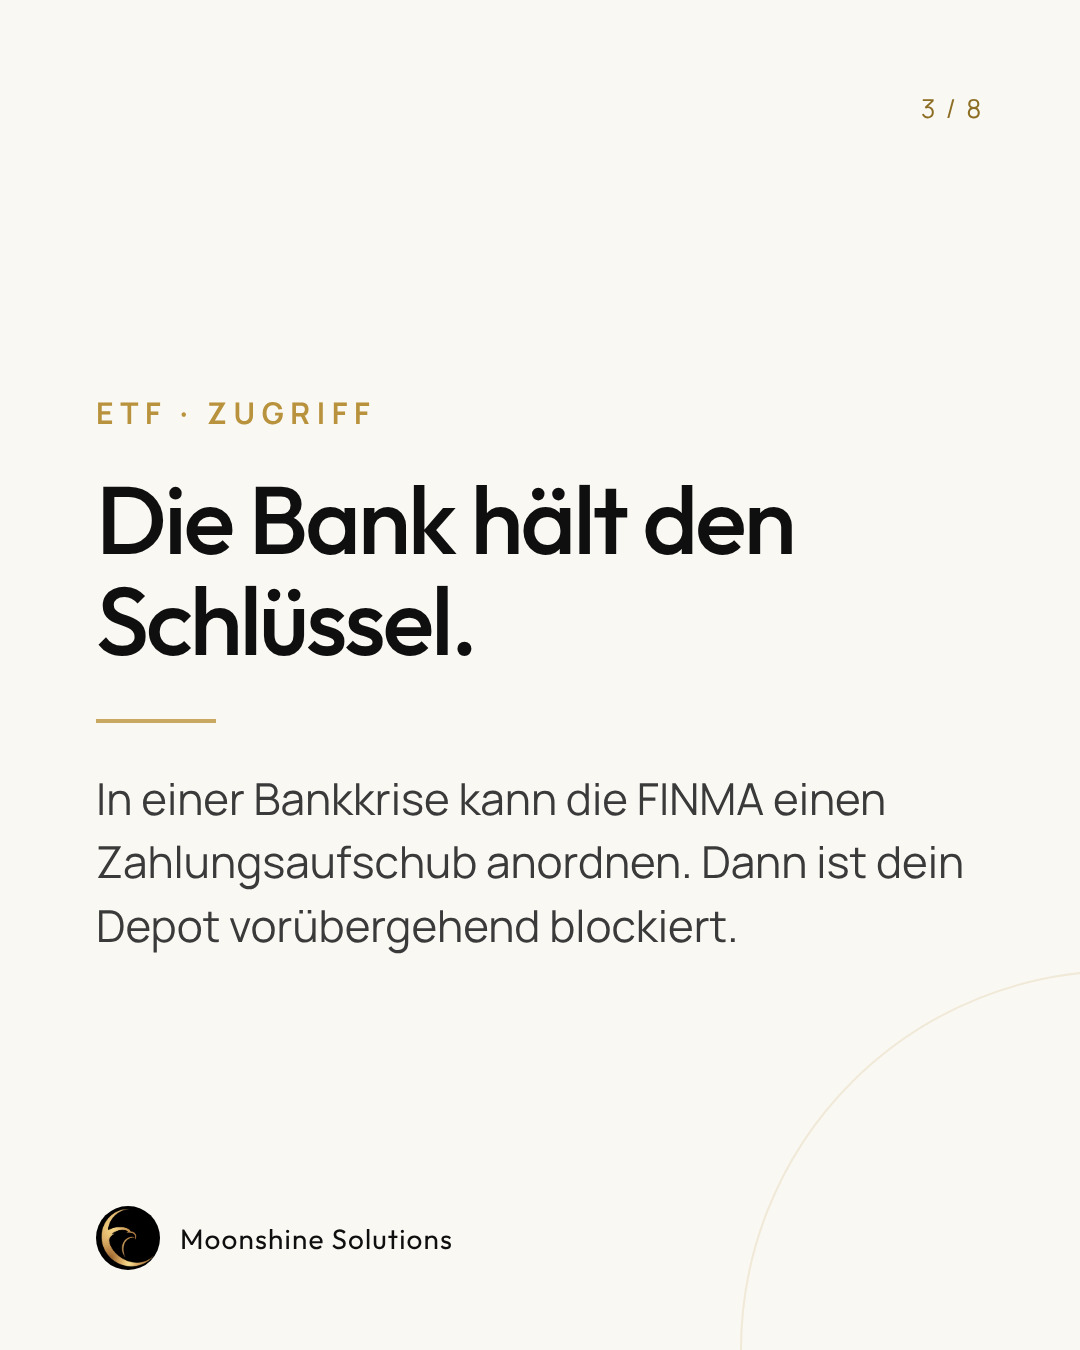 3 / 8
ETF · ZUGRIFF
Die Bank hält den
Schlüssel.
In einer Bankkrise kann die FINMA einen
Zahlungsaufschub anordnen. Dann ist dein
Depot vorübergehend blockiert.
Moonshine Solutions